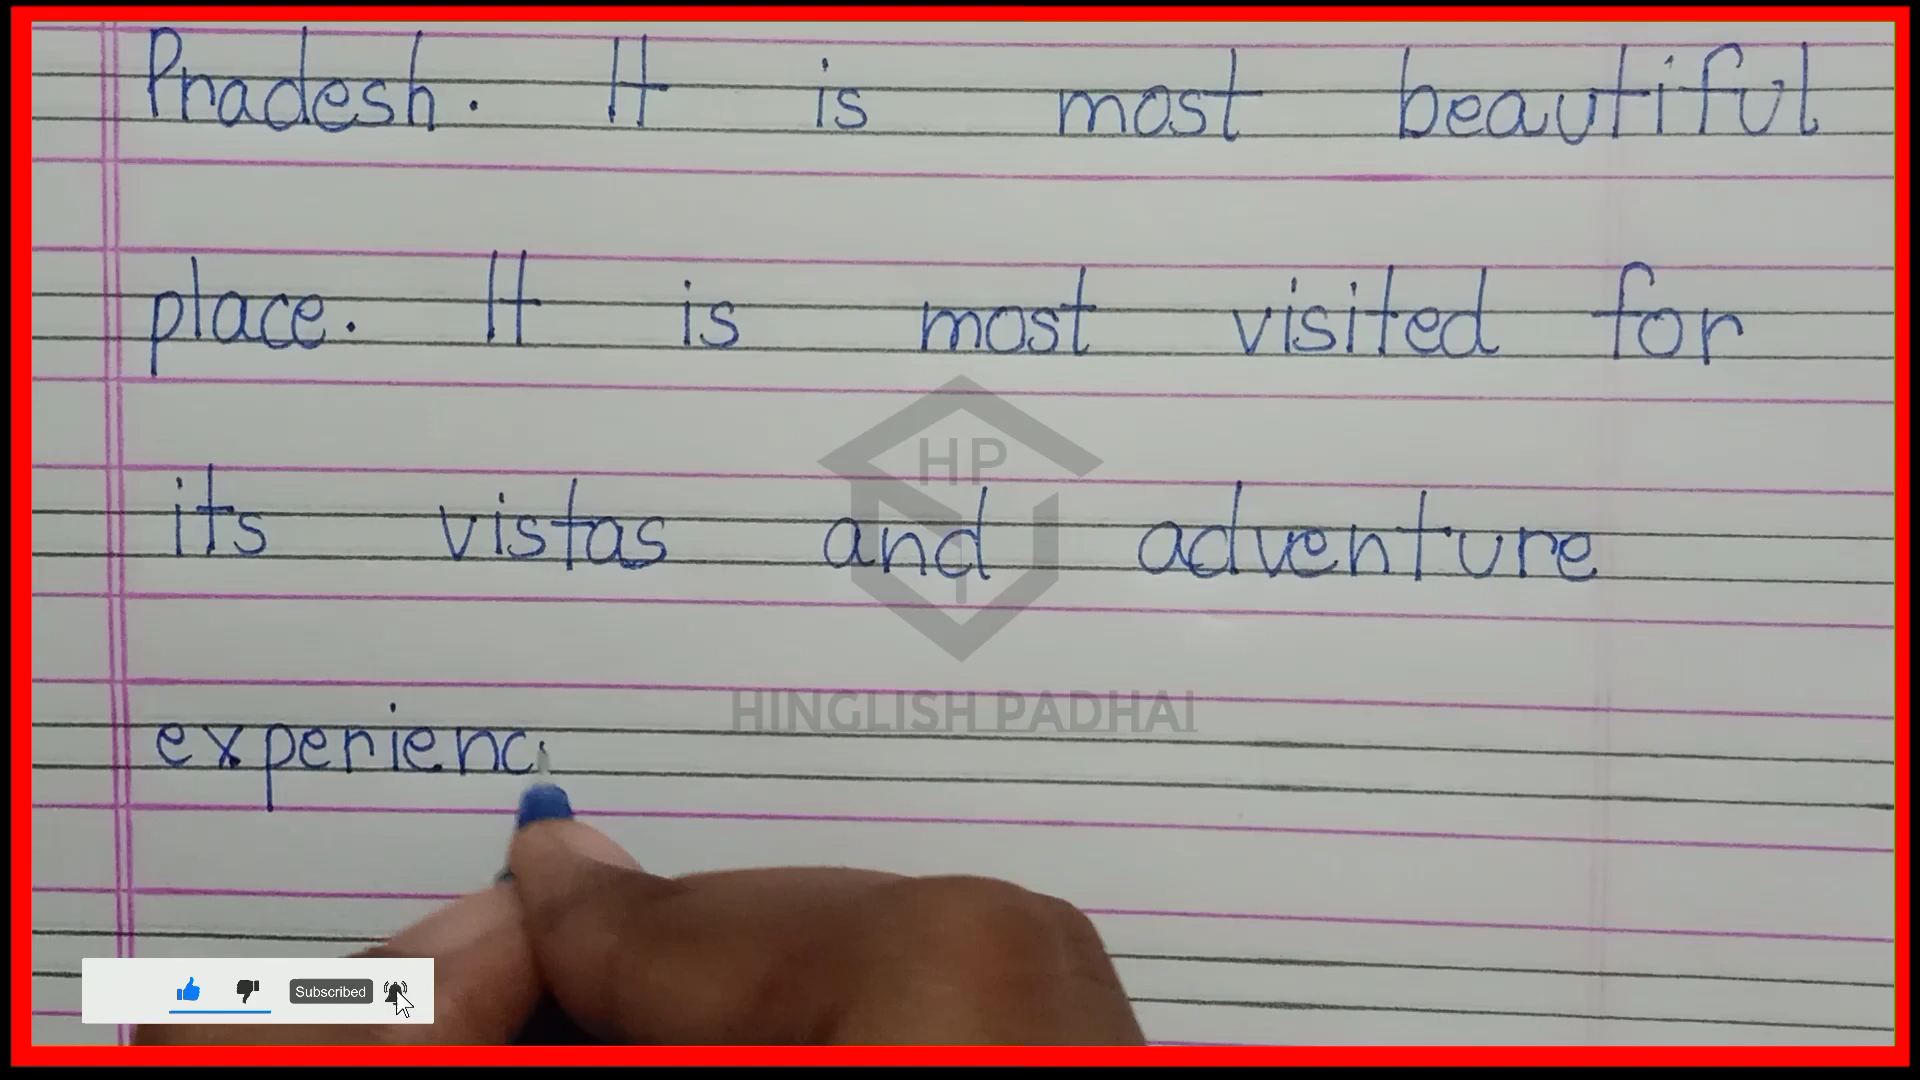 Pradesh. It is most beautiful
place. It is most visited for
HP
its vistas and adventure
HINGLISH PADHAI
experienc
Subscribed